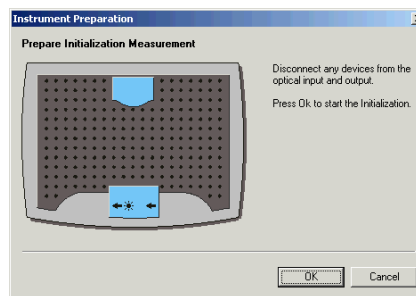 Instrument Preparation
Prepare Initialization Measurement
Disconnect any devices from the
optical input and output.
Press Ok to start the Initialization.
OK
Cancel